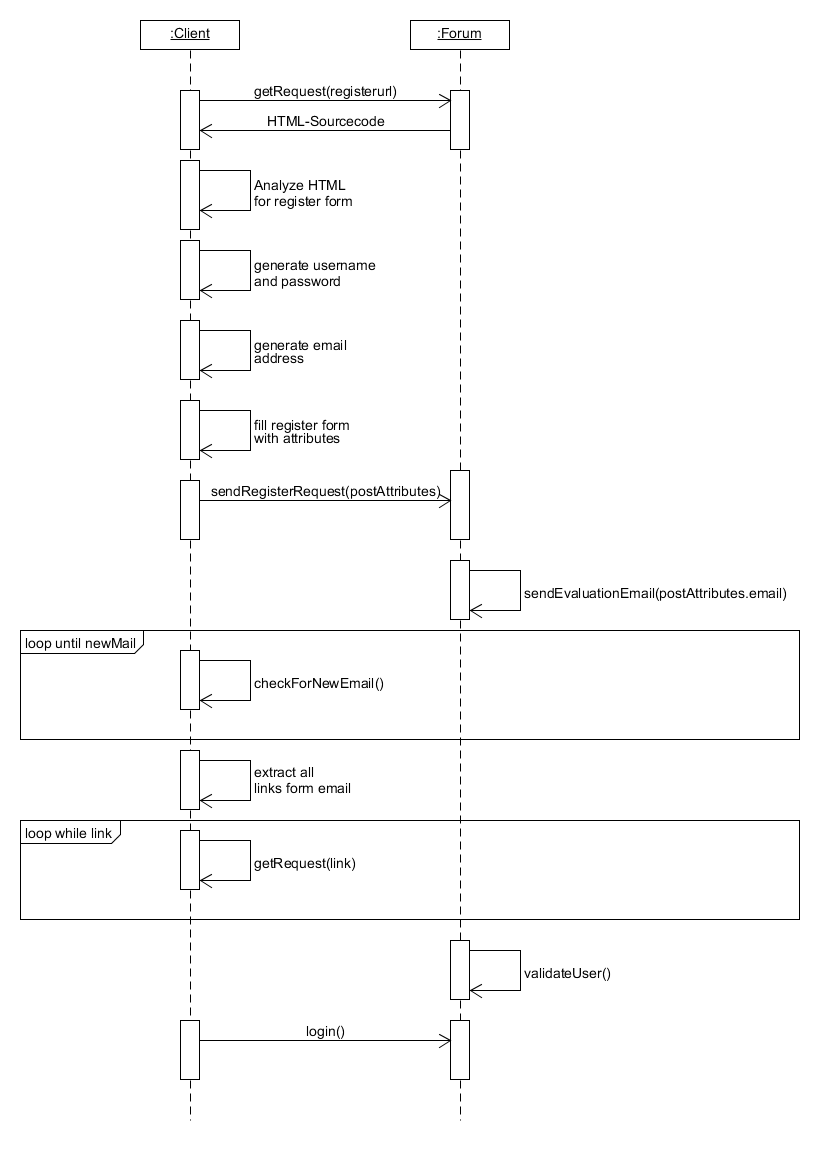 :Client
:Forum
getRequest(registerurl)
HTML-Sourcecode
Analyze HTML
for register form
generate username
and password
generate email
address
fill register form
with attributes
sendRegisterRequest(postAttributes)
sendEvaluationEmail(postAttributes.email)
loop until newMail
checkForNewEmail()
extract all
links form email
loop while link
getRequest(link)
validateUser()
login()